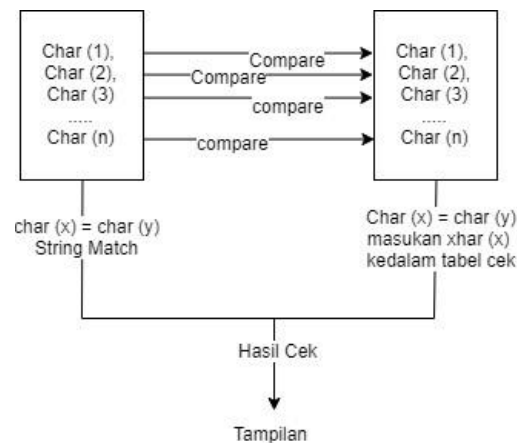 Char (1),
Char (2),
Char (3)
.....
Char (n)
Compare
Compare
compare
compare
Char (1),
Char (2),
Char (3)
.....
Char (n)
char (x) = char (y)
String Match
Char (x) = char (y)
masukan xhar (x)
kedalam tabel cek
Hasil Cek
Tampilan